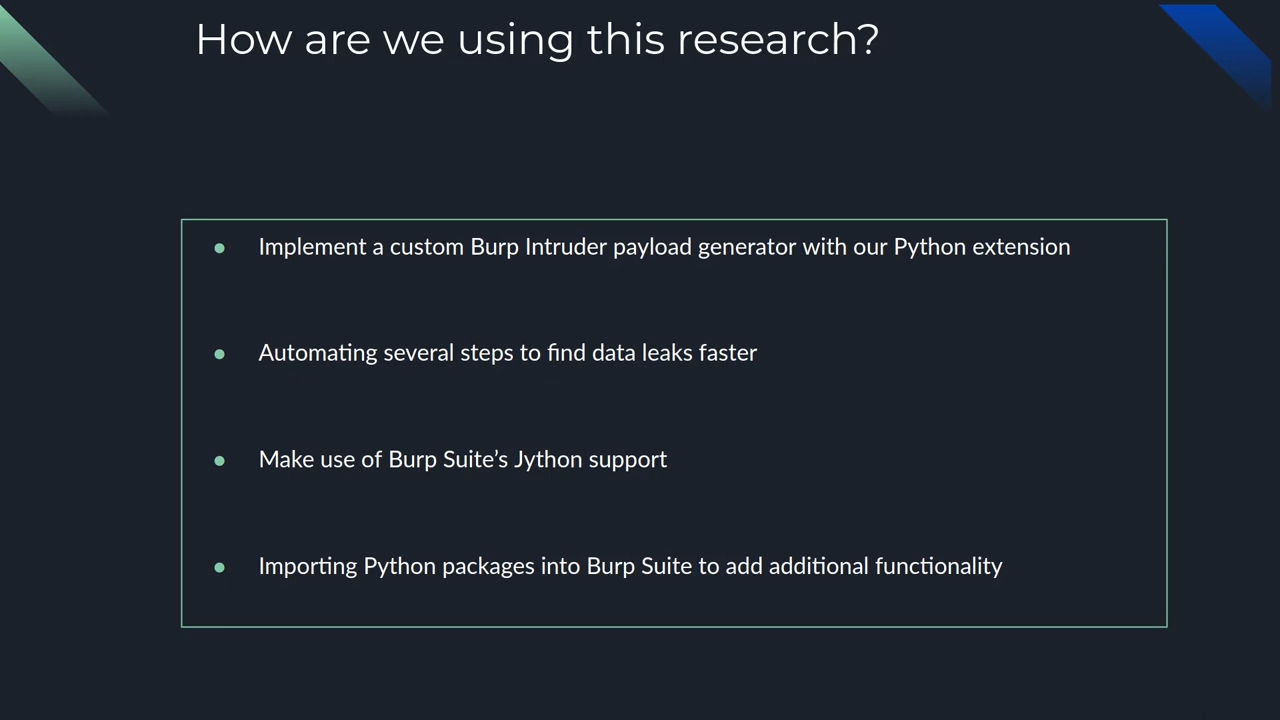 How are we using this research?
● Implement a custom Burp Intruder payload generator with our Python extension
● Automating several steps to find data leaks faster
● Make use of Burp Suite’s Jython support
● Importing Python packages into Burp Suite to add additional functionality